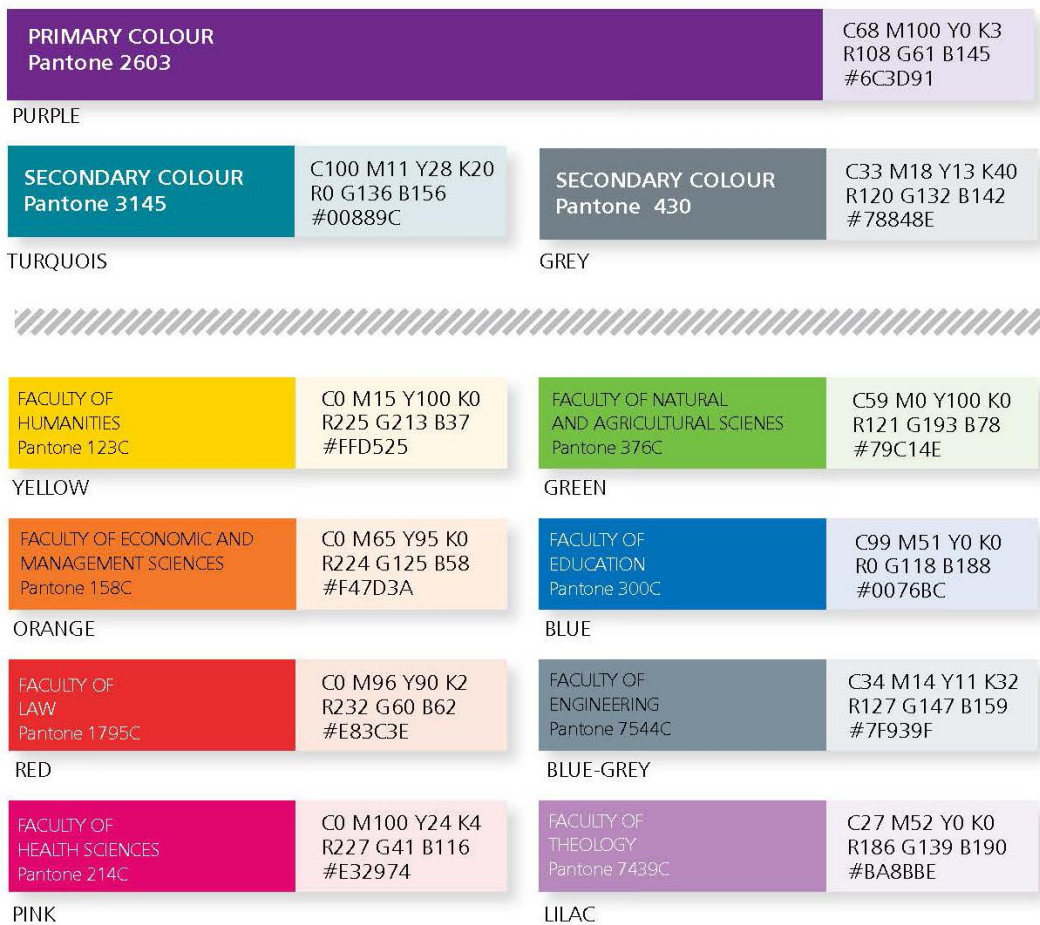 PRIMARY COLOUR
Pantone 2603
C68 M100 Y0 K3
R108 G61 B145
#6C3D91
PURPLE
SECONDARY COLOUR
Pantone 3145
C100 M11 Y28 K20
R0 G136 B156
#00889C
TURQUOIS
SECONDARY COLOUR
Pantone 430
C33 M18 Y13 K40
R120 G132 B142
#78848E
GREY
FACULTY OF
HUMANITIES
Pantone 123C
C0 M15 Y100 K0
R225 G213 B37
#FFD525
YELLOW
FACULTY OF NATURAL
AND AGRICULTURAL SCIENES
Pantone 376C
C59 M0 Y100 K0
R121 G193 B78
#79C14E
GREEN
FACULTY OF ECONOMIC AND
MANAGEMENT SCIENCES
Pantone 158C
C0 M65 Y95 K0
R224 G125 B58
#F47D3A
ORANGE
FACULTY OF
EDUCATION
Pantone 300C
C99 M51 Y0 K0
R0 G118 B188
#0076BC
BLUE
FACULTY OF
LAW
Pantone 1795C
C0 M96 Y90 K2
R232 G60 B62
#E83C3E
RED
FACULTY OF
ENGINEERING
Pantone 7544C
C34 M14 Y11 K32
R127 G147 B159
#7F939F
BLUE-GREY
FACULTY OF
HEALTH SCIENCES
Pantone 214C
C0 M100 Y24 K4
R227 G41 B116
#E32974
PINK
FACULTY OF
THEOLOGY
Pantone 7439C
C27 M52 Y0 K0
R186 G139 B190
#BA8BBE
LILAC